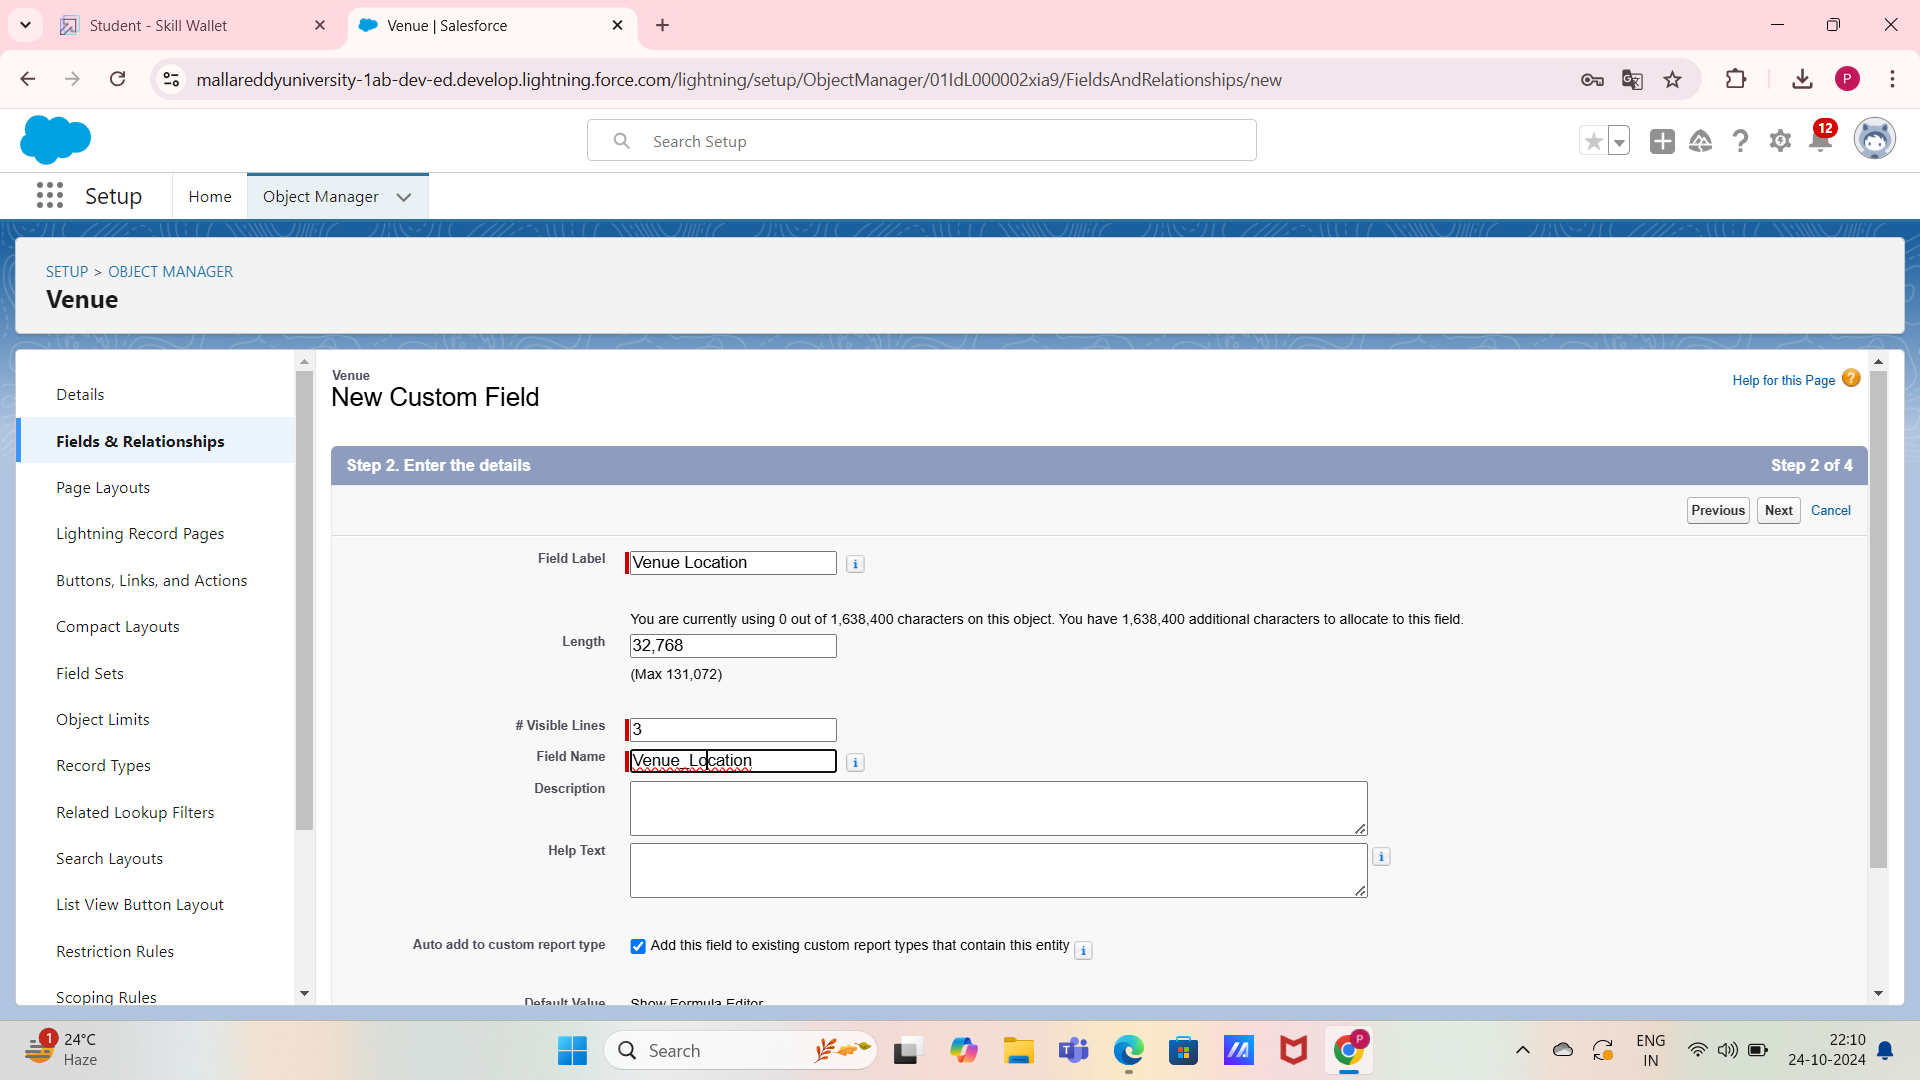 Student - Skill Wallet
Venue | Salesforce
mallareddyuniversity-1ab-dev-ed.develop.lightning.force.com/lightning/setup/ObjectManager/01IdL000002xia9/FieldsAndRelationships/new
P
Search Setup
12
Setup
Home
Object Manager
SETUP > OBJECT MANAGER
Venue
Details
Fields & Relationships
Page Layouts
Lightning Record Pages
Buttons, Links, and Actions
Compact Layouts
Field Sets
Object Limits
Record Types
Related Lookup Filters
Search Layouts
List View Button Layout
Restriction Rules
Scoping Rules
Venue
New Custom Field
Help for this Page
Step 2. Enter the details
Step 2 of 4
Previous
Next
Cancel
Field Label
Venue Location
You are currently using 0 out of 1,638,400 characters on this object. You have 1,638,400 additional characters to allocate to this field.
Length
32,768
(Max 131,072)
# Visible Lines
3
Field Name
Venue_Location
Description
Help Text
Auto add to custom report type
Add this field to existing custom report types that contain this entity
Default Value
Show Formula Editor
1
24°C
Haze
Search
P
ENG
IN
22:10
24-10-2024